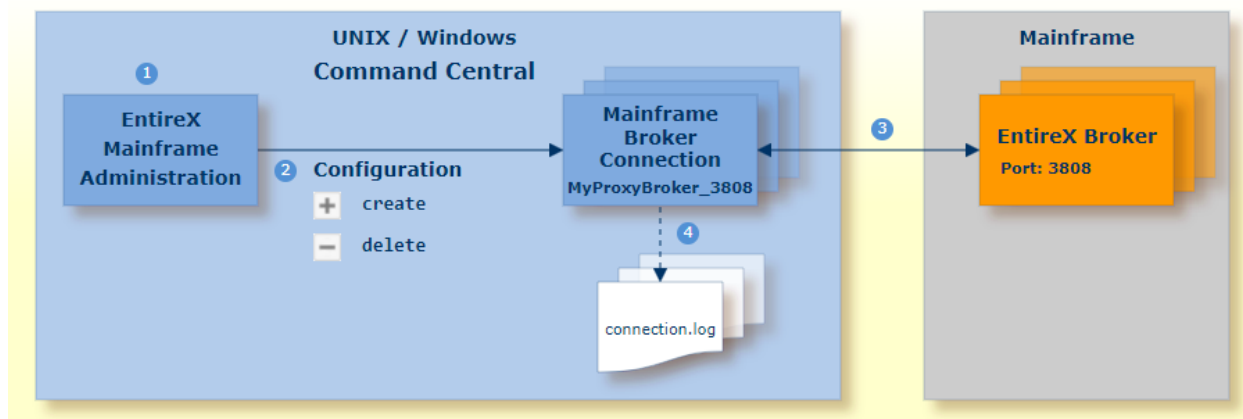 UNIX / Windows
Command Central
1
EntireX
Mainframe
Administration
2
Configuration
create
delete
Mainframe
Broker
Connection
MyProxyBroker_3808
4
connection.log
3
Mainframe
EntireX Broker
Port: 3808